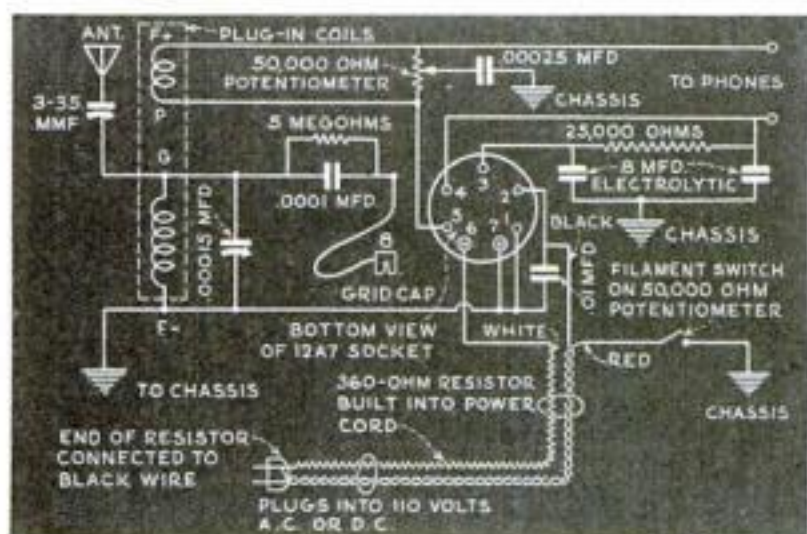 ANT.
F+
PLUG-IN COILS
50,000 OHM
POTENTIOMETER
.00025 MFD
CHASSIS
TO PHONES
3-35
MMF
P
.5 MEGOHMS
G
.0001 MFD.
25,000 OHMS
8 MFD.
ELECTROLYTIC
CHASSIS
4
3
2
5
6
7
1
BLACK
.00015 MFD
8
GRID CAP
.01 MFD
FILAMENT SWITCH
ON 50,000 OHM
POTENTIOMETER
E-
BOTTOM VIEW
OF 12A7 SOCKET
WHITE
RED
TO CHASSIS
360-OHM RESISTOR
BUILT INTO POWER
CORD
CHASSIS
END OF RESISTOR
CONNECTED TO
BLACK WIRE
PLUGS INTO 110 VOLTS
A.C. OR D.C.